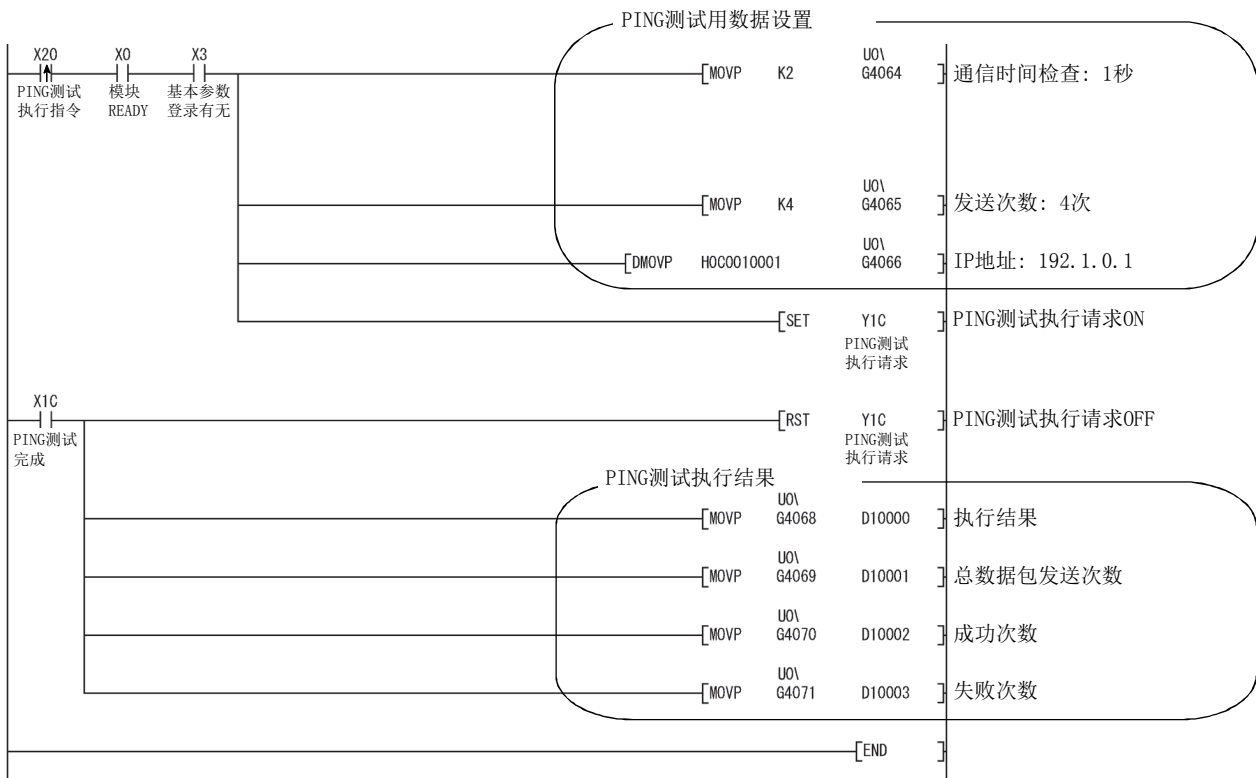 PING测试用数据设置
X20 X0 X3
U0\
MOVP K2 G4064 通信时间检查: 1秒
PING测试 模块 基本参数
执行指令 READY 登录有无
U0\
MOVP K4 G4065 发送次数: 4次
U0\
DMOVP H0C0010001 G4066 IP地址: 192.1.0.1
SET Y1C PING测试执行请求ON
PING测试
执行请求
X1C
RST Y1C PING测试执行请求OFF
PING测试
完成
PING测试
执行请求
PING测试执行结果
U0\
MOVP G4068 D10000 执行结果
U0\
MOVP G4069 D10001 总数据包发送次数
U0\
MOVP G4070 D10002 成功次数
U0\
MOVP G4071 D10003 失败次数
END